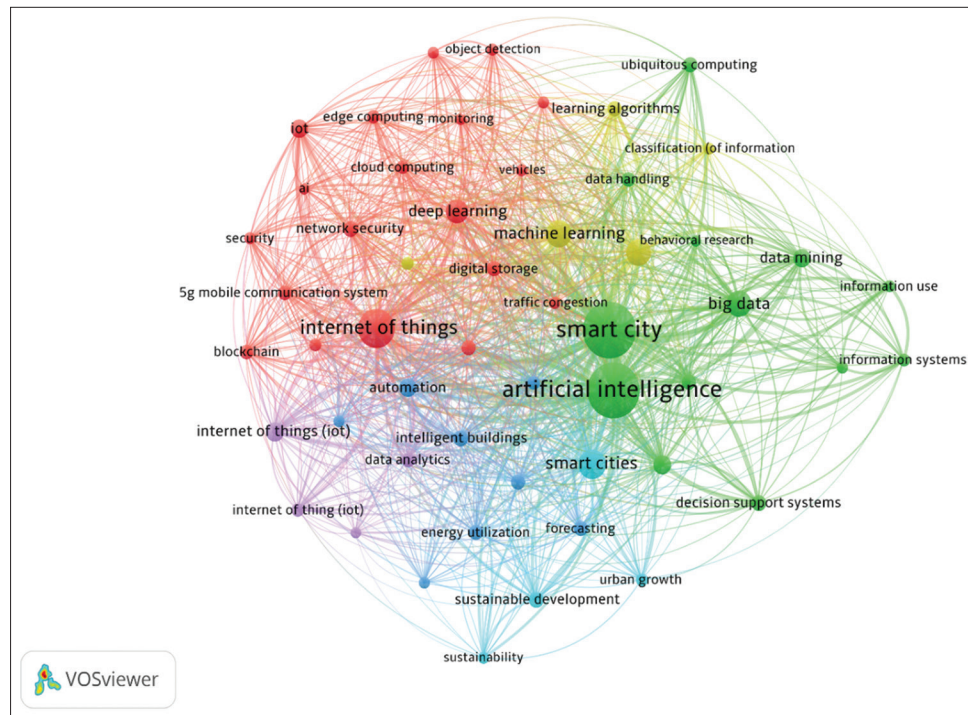 object detection
ubiquitous computing
learning algorithms
edge computing
monitoring
iot
classification (of information
cloud computing
vehicles
data handling
ai
deep learning
network security
machine learning
security
behavioral research
data mining
digital storage
information use
5g mobile communication system
traffic congestion
big data
internet of things
smart city
blockchain
information systems
automation
artificial intelligence
internet of things (iot)
intelligent buildings
data analytics
smart cities
decision support systems
internet of thing (iot)
energy utilization
forecasting
urban growth
sustainable development
sustainability
VOSviewer